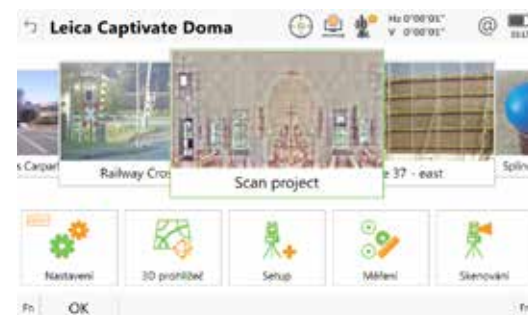 Leica Captivate Doma
Hz 0°00'01"
V 0°00'01"
@
s Carpar
Railway Cros
Scan project
e 37 - east
Splin
Nastavení
3D prohlížeč
Setup
Měření
Skenování
Fn
OK